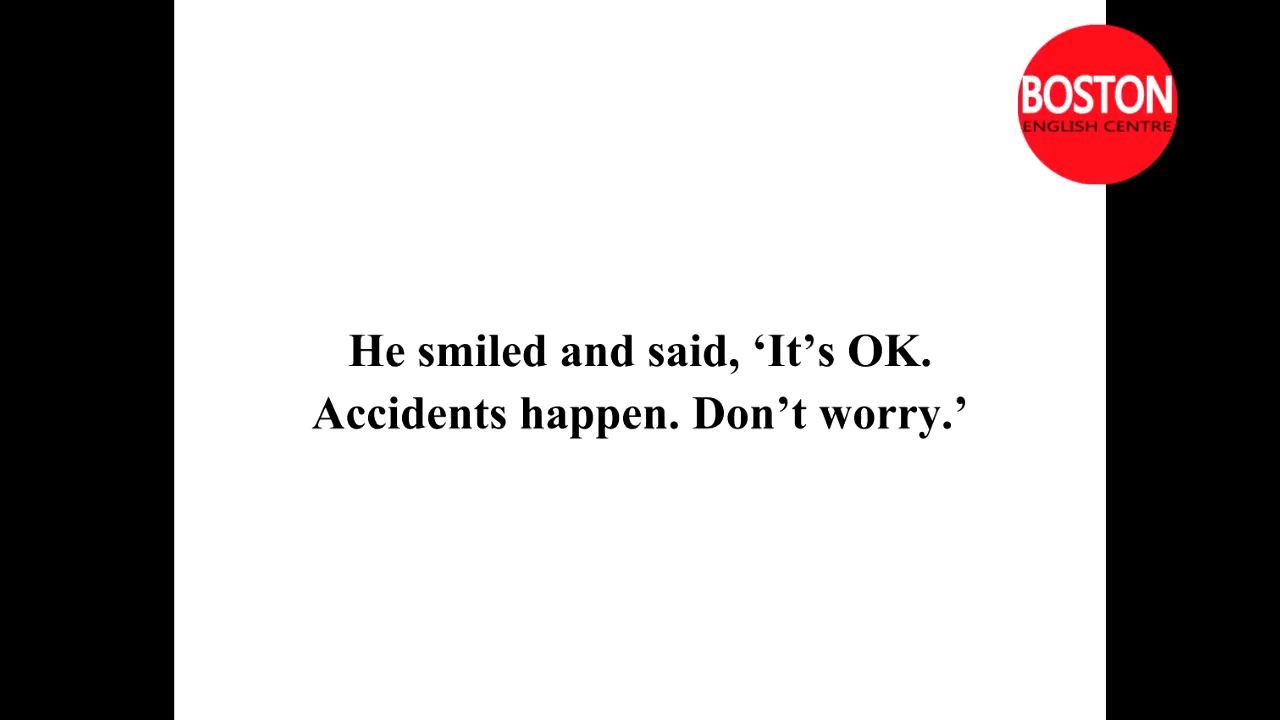 BOSTON
ENGLISH CENTRE
He smiled and said, ‘It’s OK.
Accidents happen. Don’t worry.’